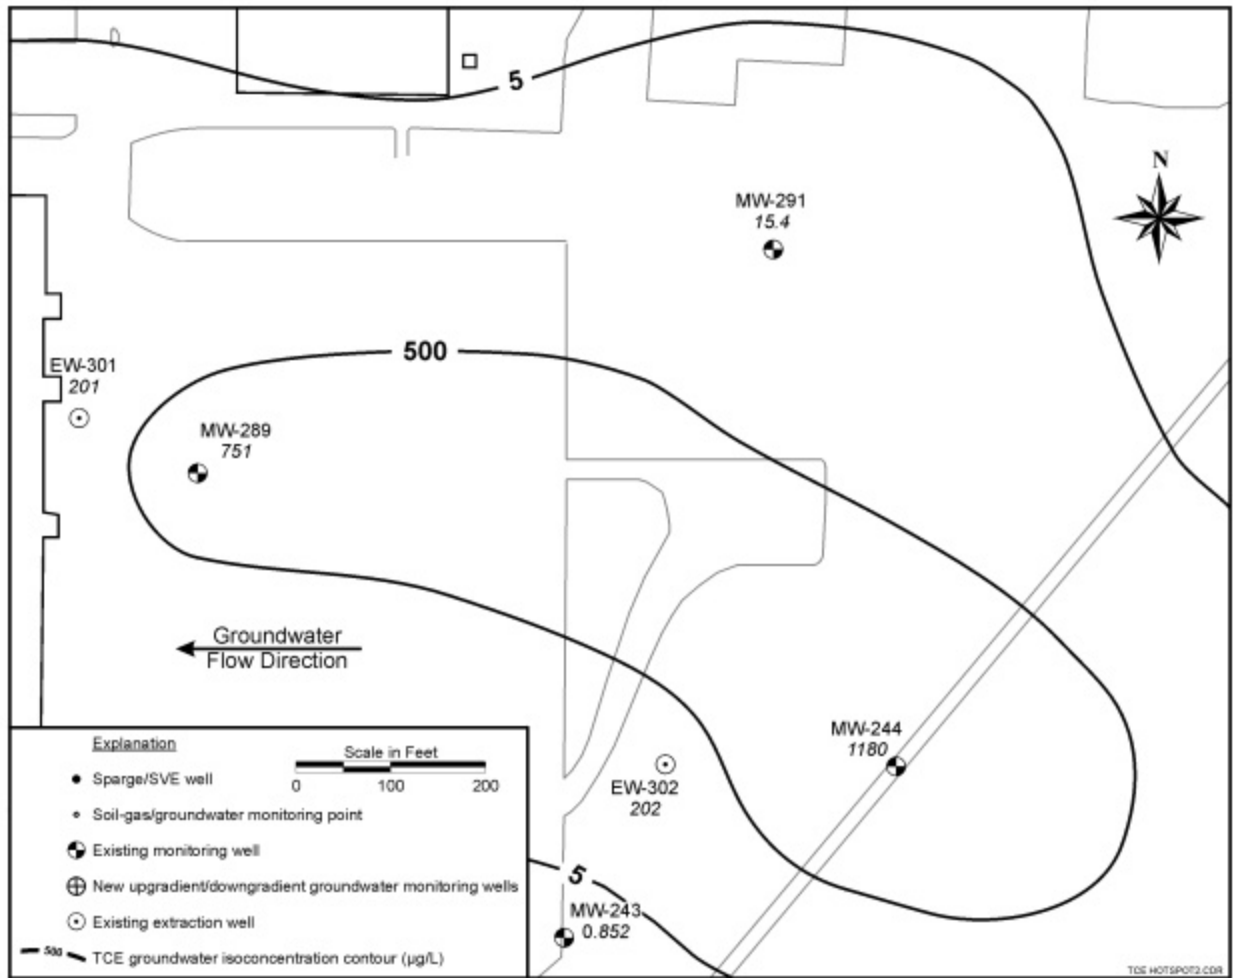 5
N
MW-291
15.4
500
EW-301
201
MW-289
751
Groundwater
Flow Direction
MW-244
1180
EW-302
202
5
MW-243
0.852
Explanation
Scale in Feet
0 100 200
Sparge/SVE well
Soil-gas/groundwater monitoring point
Existing monitoring well
New upgradient/downgradient groundwater monitoring wells
Existing extraction well
500 TCE groundwater isoconcentration contour (µg/L)
TCE HOTSPOT2.CDR